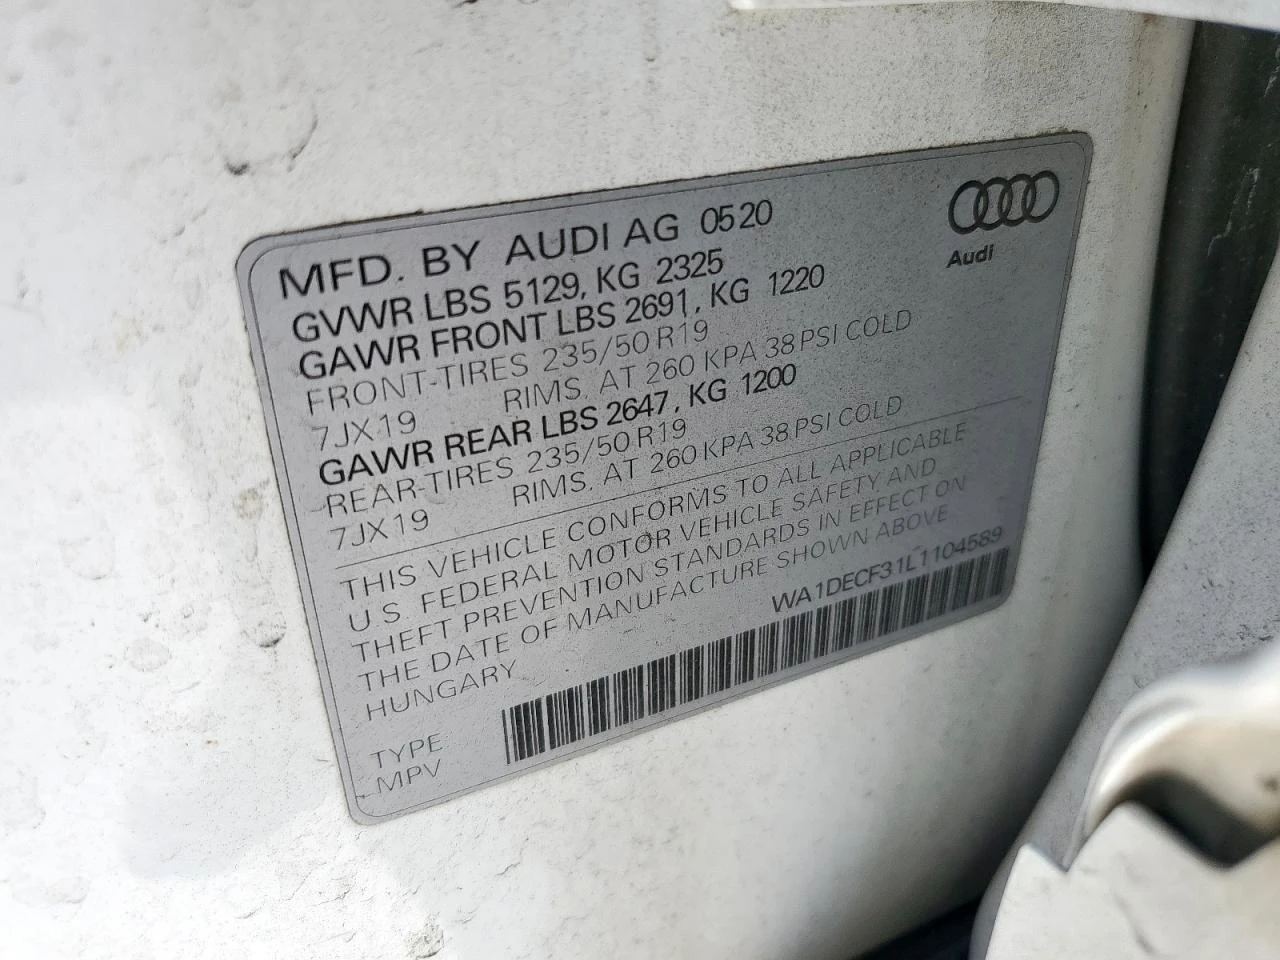 MFD. BY AUDI AG 0520
Audi
GVWR LBS 5129, KG 2325
GAWR FRONT LBS 2691, KG 1220
FRONT-TIRES 235/50 R19
7JX19 RIMS. AT 260 KPA 38 PSI COLD
GAWR REAR LBS 2647, KG 1200
REAR-TIRES 235/50 R19
7JX19 RIMS. AT 260 KPA 38 PSI COLD
THIS VEHICLE CONFORMS TO ALL APPLICABLE
U.S. FEDERAL MOTOR VEHICLE SAFETY AND
THEFT PREVENTION STANDARDS IN EFFECT ON
THE DATE OF MANUFACTURE SHOWN ABOVE
HUNGARY
WA1DECF31L1104589
TYPE
MPV